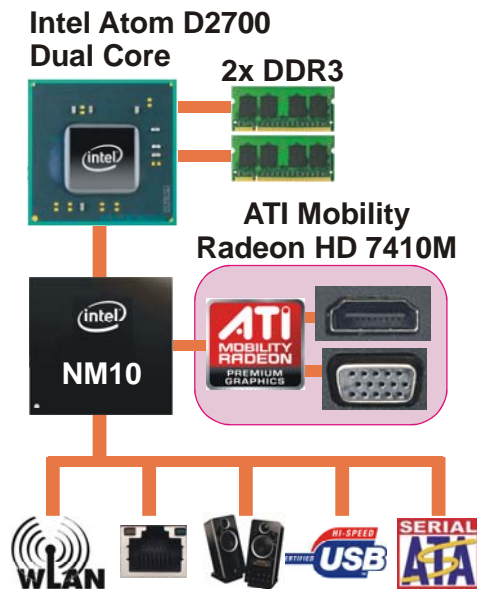 Intel Atom D2700
Dual Core
2x DDR3
intel
ATI Mobility
Radeon HD 7410M
intel
NM10
ATI
MOBILITY
RADEON
PREMIUM
GRAPHICS
WLAN
HI-SPEED
CERTIFIED USB
SERIAL
ATA